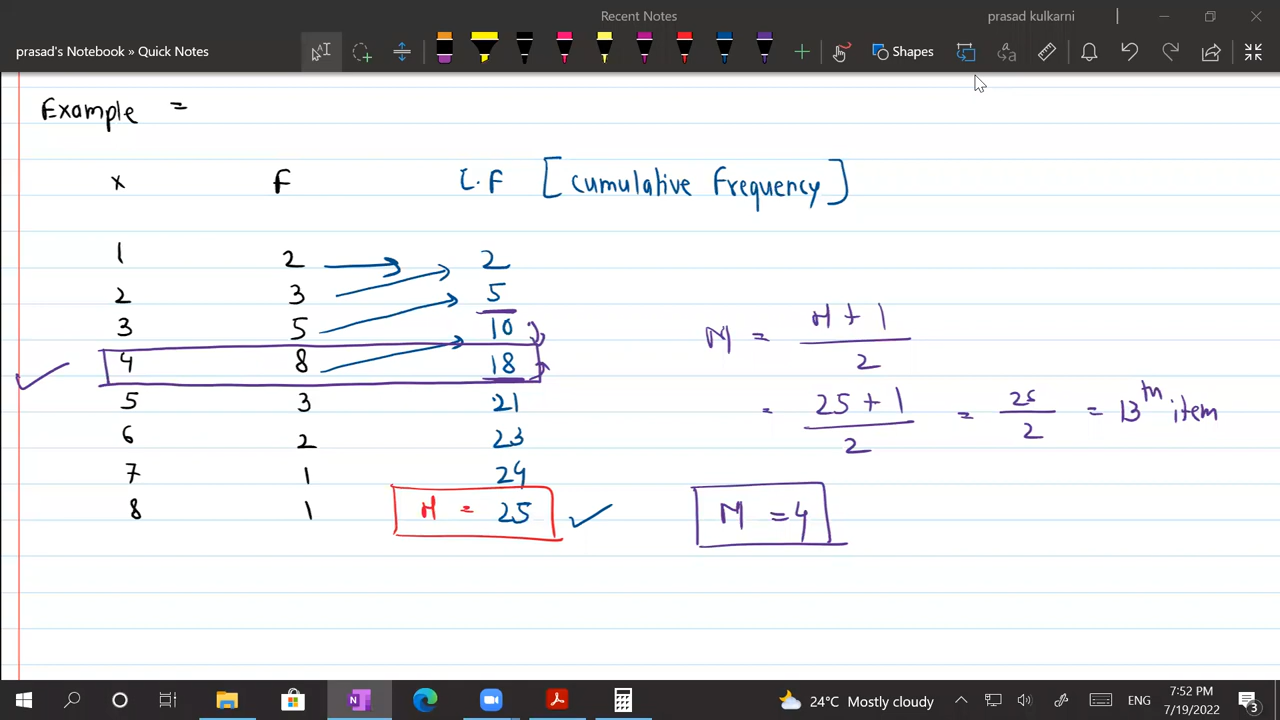 Recent Notes
prasad kulkarni
prasad's Notebook » Quick Notes
Shapes
Example =
x F C.F [Cumulative Frequency]
1 2 2
2 3 5
3 5 10
4 8 18
5 3 21
6 2 23
7 1 24
8 1 N = 25
M = N + 1
2
= 25 + 1 = 26 = 13th item
2 2
M = 4
24°C Mostly cloudy
ENG
7:52 PM
7/19/2022
3